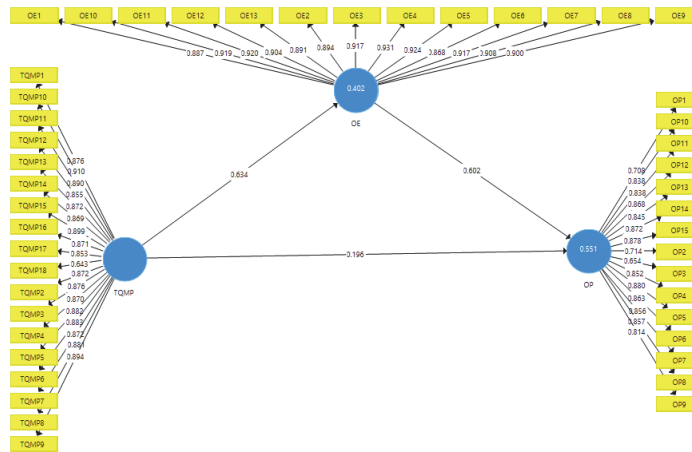 OE1 OE10 OE11 OE12 OE13 OE2 OE3 OE4 OE5 OE6 OE7 OE8 OE9
0.887 0.919 0.920 0.904 0.891 0.894 0.917 0.931 0.924 0.868 0.917 0.908 0.900
0.402
OE
TQMP1
TQMP10
TQMP11
TQMP12
TQMP13
TQMP14
TQMP15
TQMP16
TQMP17
TQMP18
TQMP2
TQMP3
TQMP4
TQMP5
TQMP6
TQMP7
TQMP8
TQMP9
0.876
0.910
0.890
0.855
0.872
0.869
0.899
0.871
0.853
0.643
0.872
0.876
0.870
0.882
0.883
0.872
0.881
0.894
TQMP
0.634
0.602
0.196
0.551
OP
0.708
0.838
0.838
0.868
0.845
0.872
0.878
0.714
0.654
0.852
0.880
0.863
0.856
0.857
0.814
OP1
OP10
OP11
OP12
OP13
OP14
OP15
OP2
OP3
OP4
OP5
OP6
OP7
OP8
OP9